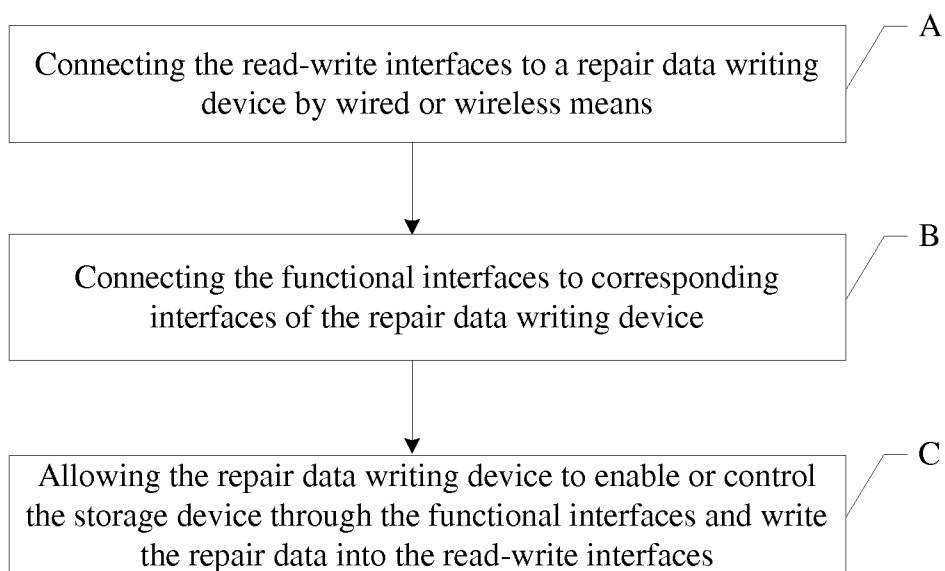 A
Connecting the read-write interfaces to a repair data writing
device by wired or wireless means
B
Connecting the functional interfaces to corresponding
interfaces of the repair data writing device
C
Allowing the repair data writing device to enable or control
the storage device through the functional interfaces and write
the repair data into the read-write interfaces